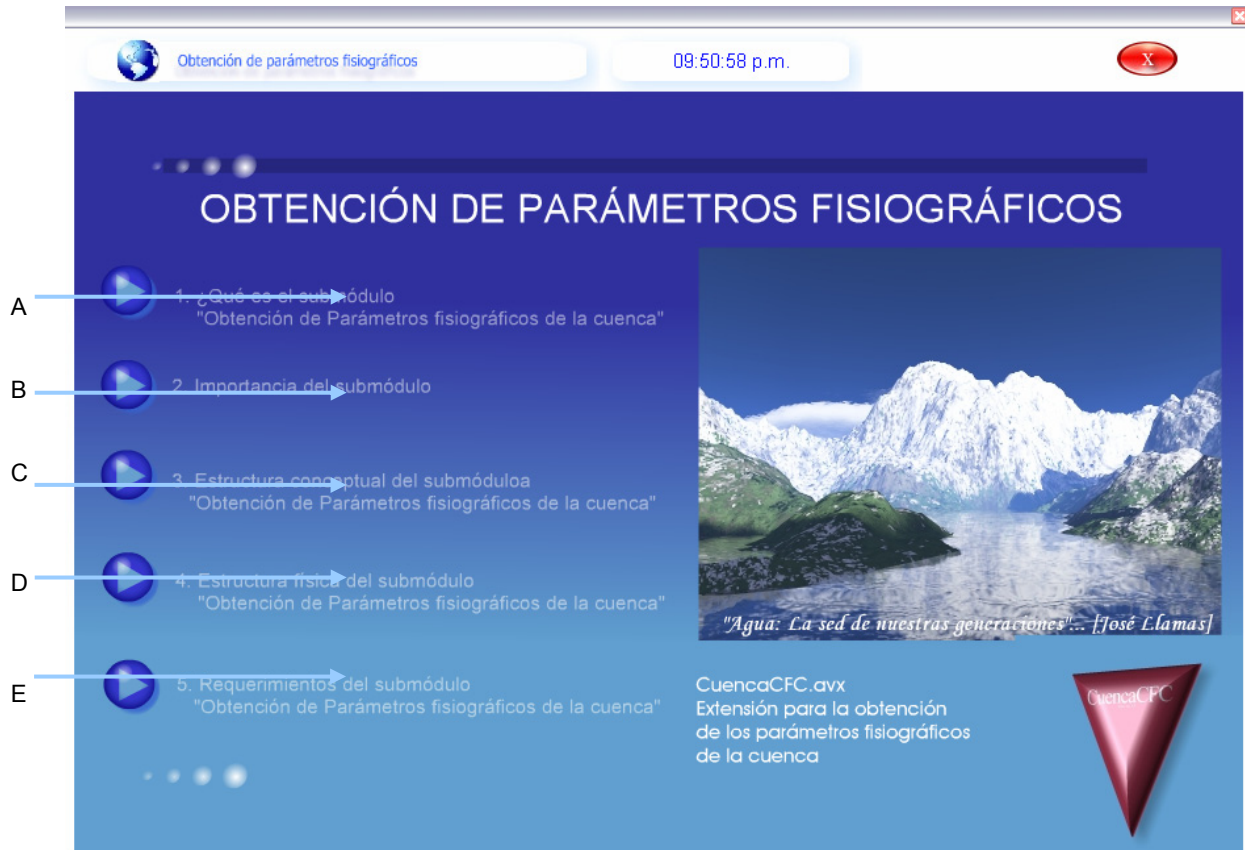 Obtención de parámetros fisiográficos
09:50:58 p.m.
X
OBTENCIÓN DE PARÁMETROS FISIOGRÁFICOS
A
1. ¿Qué es el submódulo
"Obtención de Parámetros fisiográficos de la cuenca"
B
2. Importancia del submódulo
C
3. Estructura conceptual del submóduloa
"Obtención de Parámetros fisiográficos de la cuenca"
D
4. Estructura física del submódulo
"Obtención de Parámetros fisiográficos de la cuenca"
E
5. Requerimientos del submódulo
"Obtención de Parámetros fisiográficos de la cuenca"
"Agua: La sed de nuestras generaciones"... [José Llamas]
CuencaCFC.avx
Extensión para la obtención
de los parámetros fisiográficos
de la cuenca
CuencaCFC